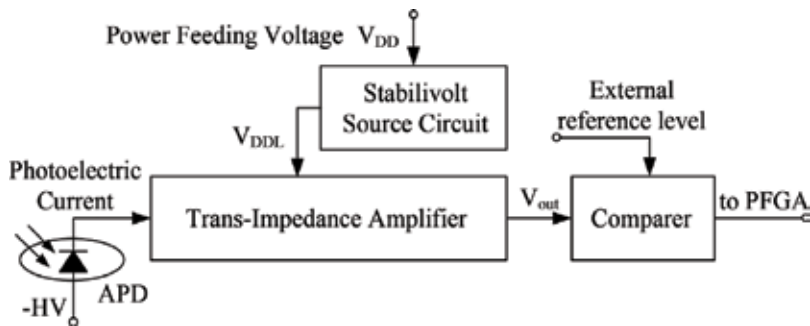 Power Feeding Voltage V_DD
Stabilivolt
Source Circuit
External
reference level
V_DDL
Photoelectric
Current
Trans-Impedance Amplifier
V_out
Comparer
to PFGA
APD
-HV